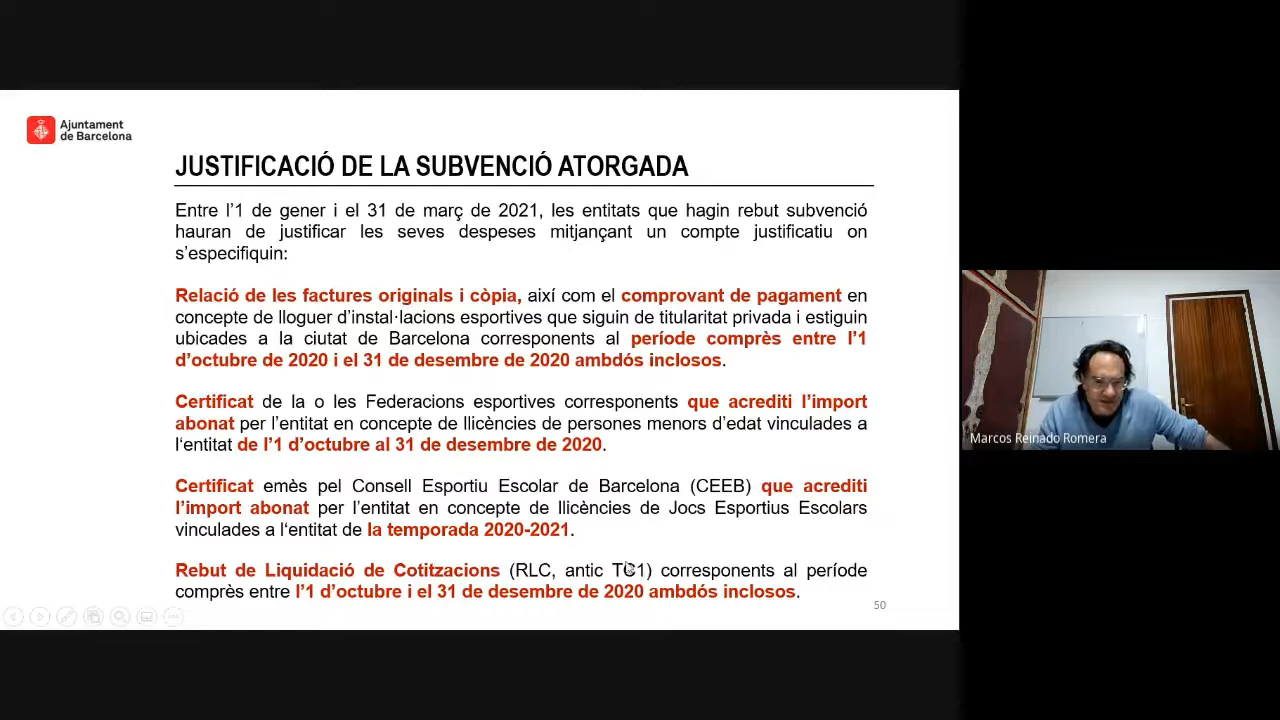 Ajuntament
de Barcelona
JUSTIFICACIÓ DE LA SUBVENCIÓ ATORGADA
Entre l’1 de gener i el 31 de març de 2021, les entitats que hagin rebut subvenció
hauran de justificar les seves despeses mitjançant un compte justificatiu on
s’especifiquin:
Relació de les factures originals i còpia, així com el comprovant de pagament en
concepte de lloguer d’instal·lacions esportives que siguin de titularitat privada i estiguin
ubicades a la ciutat de Barcelona corresponents al període comprès entre l’1
d’octubre de 2020 i el 31 de desembre de 2020 ambdós inclosos.
Certificat de la o les Federacions esportives corresponents que acrediti l’import
abonat per l’entitat en concepte de llicències de persones menors d’edat vinculades a
l‘entitat de l’1 d’octubre al 31 de desembre de 2020.
Certificat emès pel Consell Esportiu Escolar de Barcelona (CEEB) que acrediti
l’import abonat per l’entitat en concepte de llicències de Jocs Esportius Escolars
vinculades a l‘entitat de la temporada 2020-2021.
Rebut de Liquidació de Cotitzacions (RLC, antic TC1) corresponents al període
comprès entre l’1 d’octubre i el 31 de desembre de 2020 ambdós inclosos.
50
Marcos Reinado Romera